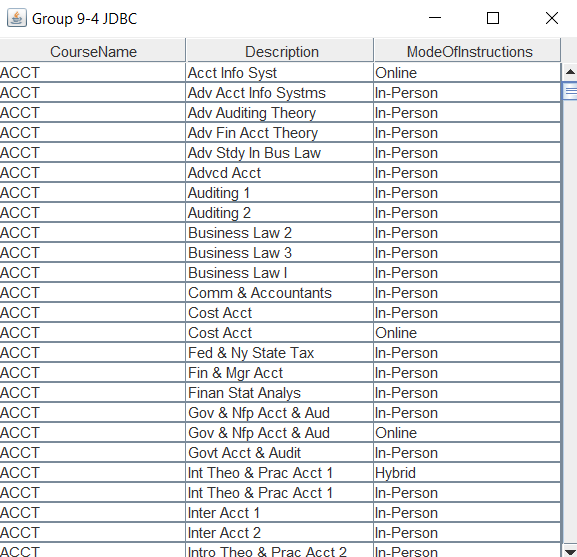 Group 9-4 JDBC
CourseName Description ModeOfInstructions
ACCT Acct Info Syst Online
ACCT Adv Acct Info Systms In-Person
ACCT Adv Auditing Theory In-Person
ACCT Adv Fin Acct Theory In-Person
ACCT Adv Stdy In Bus Law In-Person
ACCT Advcd Acct In-Person
ACCT Auditing 1 In-Person
ACCT Auditing 2 In-Person
ACCT Business Law 2 In-Person
ACCT Business Law 3 In-Person
ACCT Business Law I In-Person
ACCT Comm & Accountants In-Person
ACCT Cost Acct In-Person
ACCT Cost Acct Online
ACCT Fed & Ny State Tax In-Person
ACCT Fin & Mgr Acct In-Person
ACCT Finan Stat Analys In-Person
ACCT Gov & Nfp Acct & Aud In-Person
ACCT Gov & Nfp Acct & Aud Online
ACCT Govt Acct & Audit In-Person
ACCT Int Theo & Prac Acct 1 Hybrid
ACCT Int Theo & Prac Acct 1 In-Person
ACCT Inter Acct 1 In-Person
ACCT Inter Acct 2 In-Person
ACCT Intro Theo & Prac Acct 2 In-Person